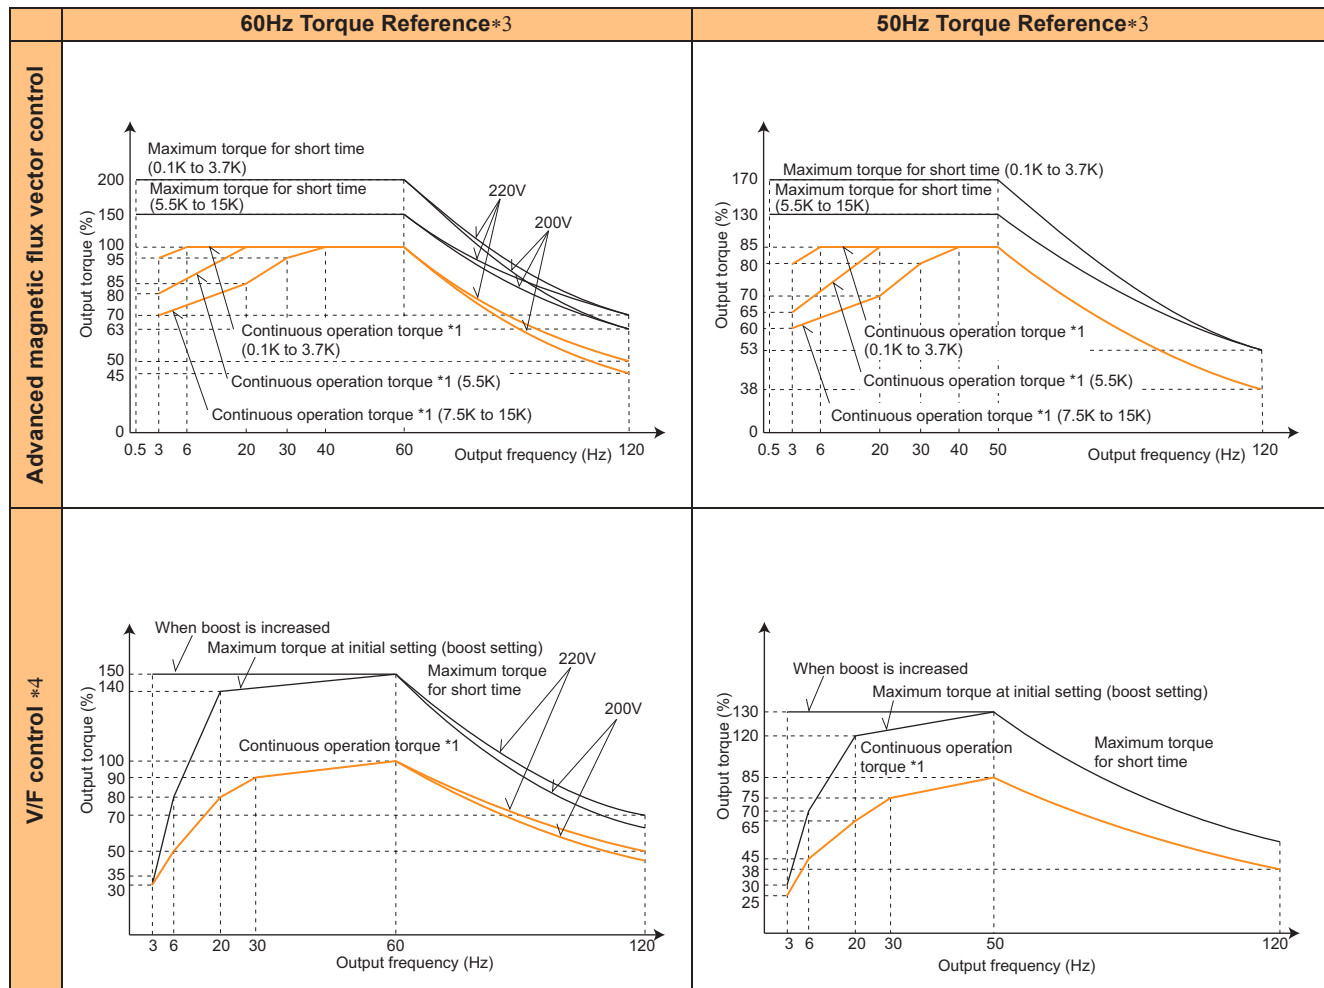 60Hz Torque Reference*3
50Hz Torque Reference*3
Advanced magnetic flux vector control
Output torque (%)
200
150
100
95
85
80
70
63
50
45
0
Maximum torque for short time
(0.1K to 3.7K)
Maximum torque for short time
(5.5K to 15K)
220V
200V
Continuous operation torque *1
(0.1K to 3.7K)
Continuous operation torque *1 (5.5K)
Continuous operation torque *1 (7.5K to 15K)
0.5 3 6 20 30 40 60 120
Output frequency (Hz)
Output torque (%)
170
130
85
80
70
65
60
53
38
0
Maximum torque for short time (0.1K to 3.7K)
Maximum torque for short time
(5.5K to 15K)
Continuous operation torque *1
(0.1K to 3.7K)
Continuous operation torque *1 (5.5K)
Continuous operation torque *1 (7.5K to 15K)
0.5 3 6 20 30 40 50 120
Output frequency (Hz)
V/F control *4
Output torque (%)
150
140
100
90
80
70
50
35
30
When boost is increased
Maximum torque at initial setting (boost setting)
Maximum torque
for short time
220V
200V
Continuous operation torque *1
3 6 20 30 60 120
Output frequency (Hz)
Output torque (%)
130
120
85
75
70
65
45
38
30
25
When boost is increased
Maximum torque at initial setting (boost setting)
Continuous operation
torque *1
Maximum torque
for short time
3 6 20 30 50 120
Output frequency (Hz)